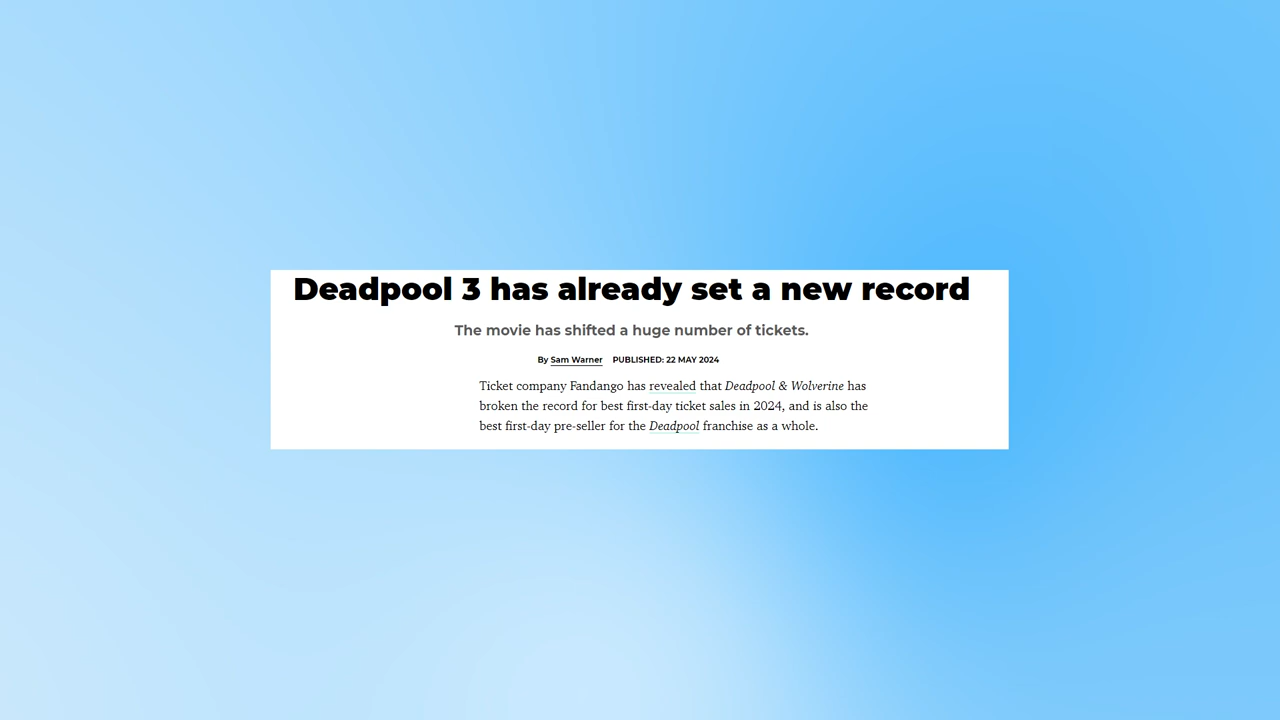 Deadpool 3 has already set a new record
The movie has shifted a huge number of tickets.
By Sam Warner PUBLISHED: 22 MAY 2024
Ticket company Fandango has revealed that Deadpool & Wolverine has
broken the record for best first-day ticket sales in 2024, and is also the
best first-day pre-seller for the Deadpool franchise as a whole.